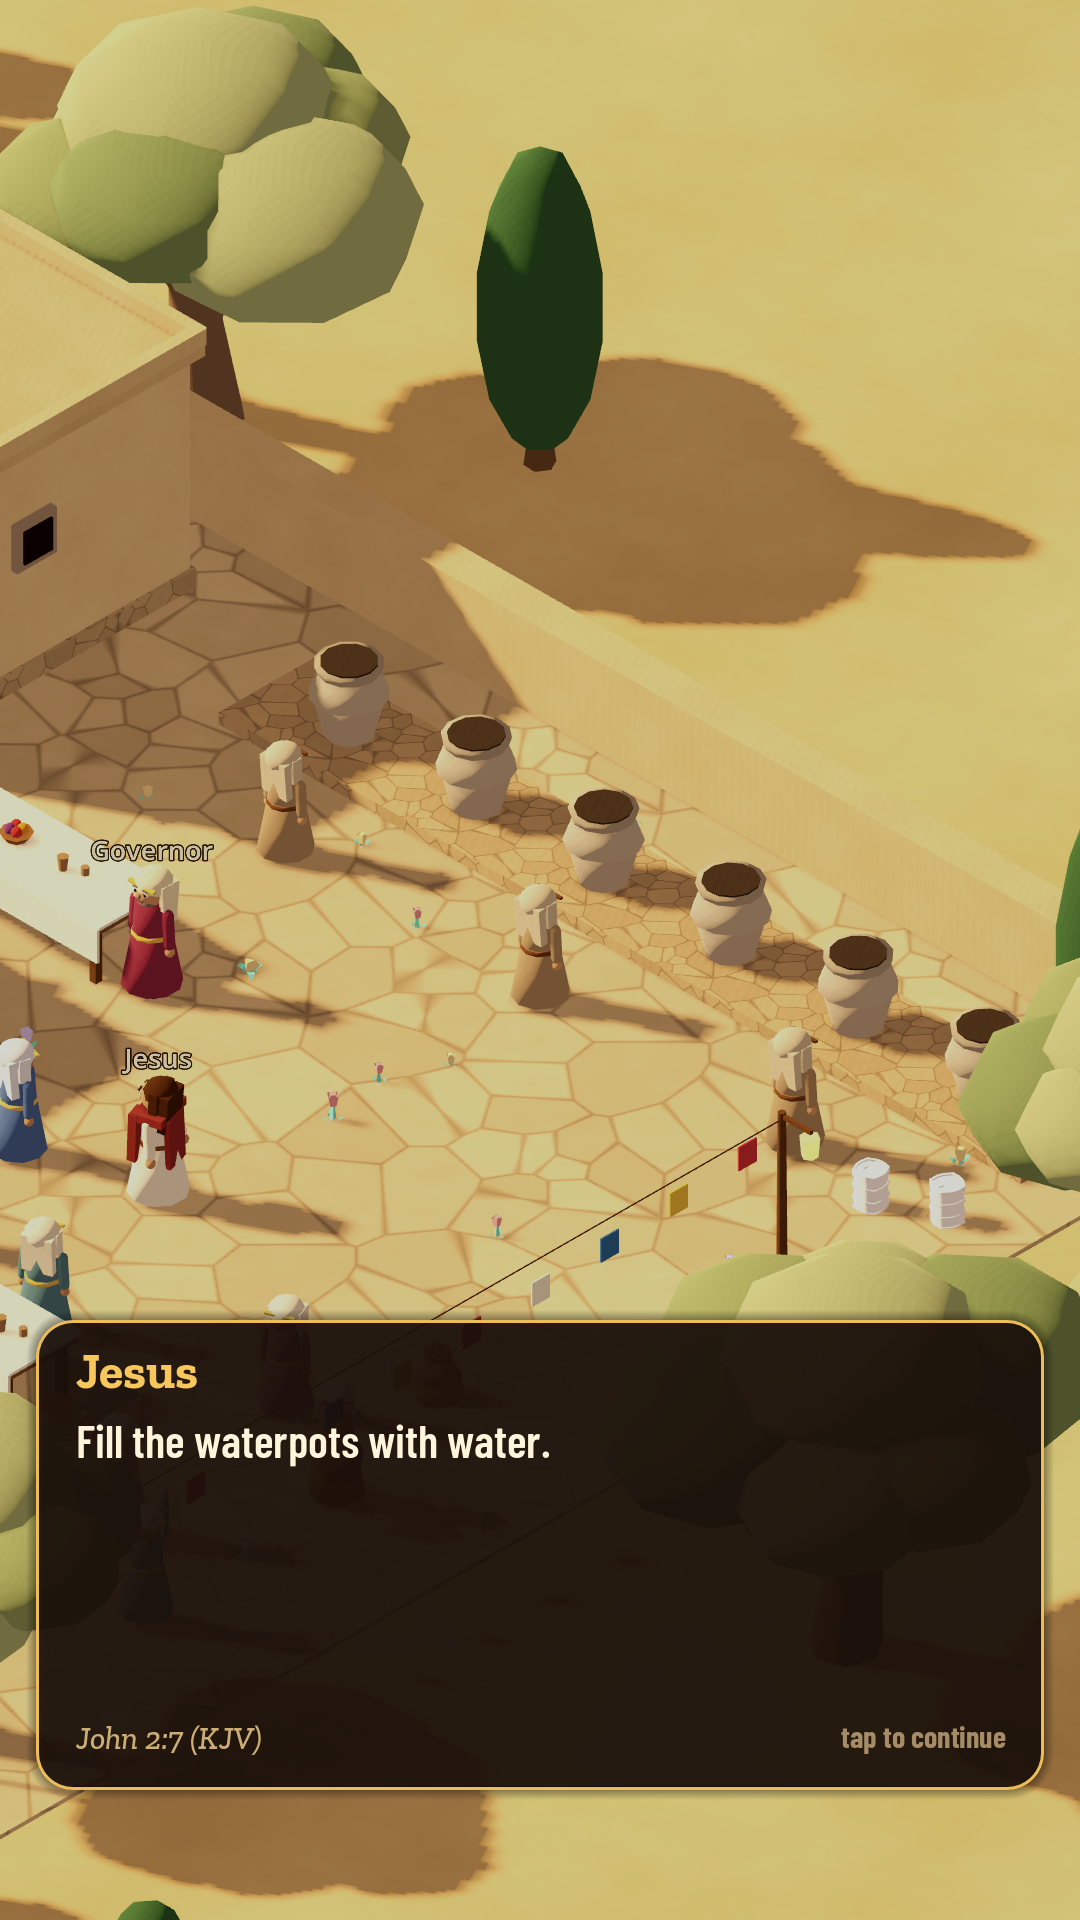 Governor
Jesus
Jesus
Fill the waterpots with water.
John 2:7 (KJV)
tap to continue